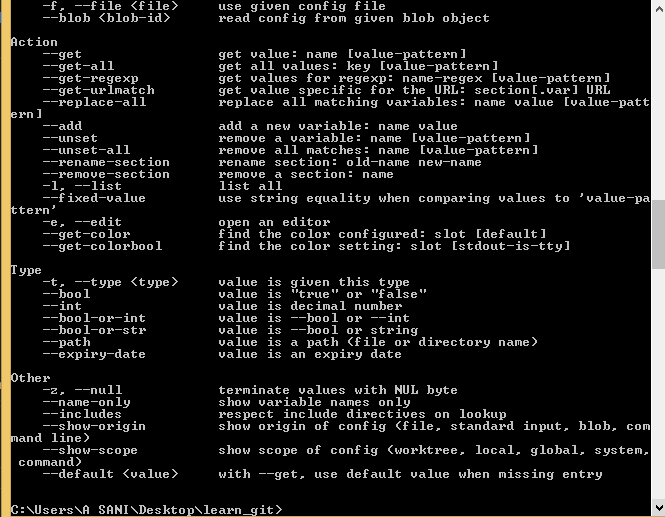 -f, --file <file> use given config file
--blob <blob-id> read config from given blob object
Action
--get get value: name [value-pattern]
--get-all get all values: key [value-pattern]
--get-regexp get values for regexp: name-regex [value-pattern]
--get-urlmatch get value specific for the URL: section[.var] URL
--replace-all replace all matching variables: name value [value-patt
ern]
--add add a new variable: name value
--unset remove a variable: name [value-pattern]
--unset-all remove all matches: name [value-pattern]
--rename-section rename section: old-name new-name
--remove-section remove a section: name
-l, --list list all
--fixed-value use string equality when comparing values to 'value-pa
ttern'
-e, --edit open an editor
--get-color find the color configured: slot [default]
--get-colorbool find the color setting: slot [stdout-is-tty]
Type
-t, --type <type> value is given this type
--bool value is "true" or "false"
--int value is decimal number
--bool-or-int value is --bool or --int
--bool-or-str value is --bool or string
--path value is a path (file or directory name)
--expiry-date value is an expiry date
Other
-z, --null terminate values with NUL byte
--name-only show variable names only
--includes respect include directives on lookup
--show-origin show origin of config (file, standard input, blob, com
mand line)
--show-scope show scope of config (worktree, local, global, system,
command)
--default <value> with --get, use default value when missing entry
C:\Users\A SANI\Desktop\learn_git>